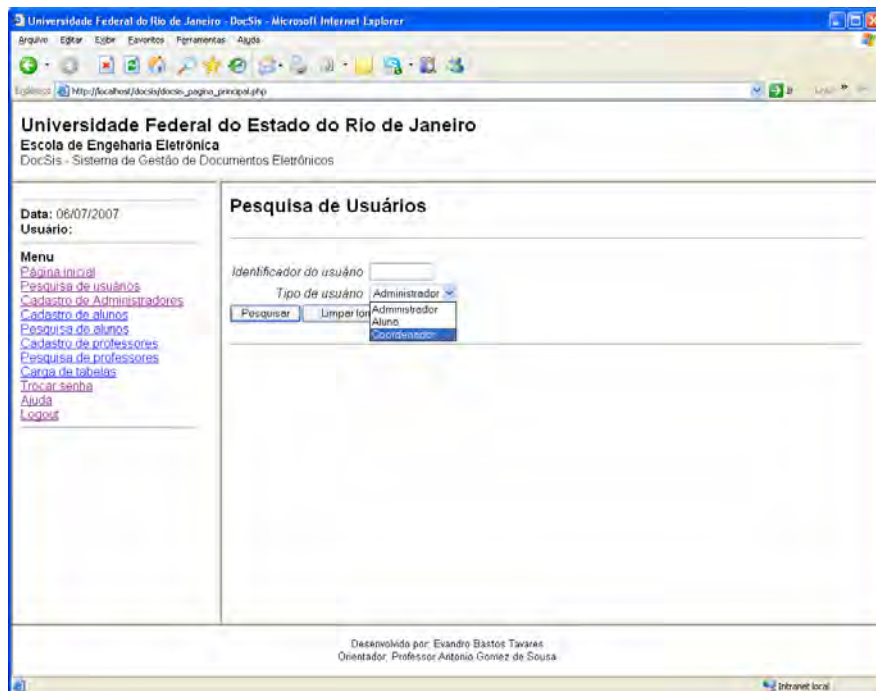 Universidade Federal do Rio de Janeiro - DocSis - Microsoft Internet Explorer
Arquivo Editar Exibir Favoritos Ferramentas Ajuda
http://localhost/docsis/docsis_pagina_principal.php
Universidade Federal do Estado do Rio de Janeiro
Escola de Engeharia Eletrônica
DocSis - Sistema de Gestão de Documentos Eletrônicos
Data: 06/07/2007
Usuário:
Menu
Página inicial
Pesquisa de usuários
Cadastro de Administradores
Cadastro de alunos
Pesquisa de alunos
Cadastro de professores
Pesquisa de professores
Carga de tabelas
Trocar senha
Ajuda
Logout
Pesquisa de Usuários
Identificador do usuário
Tipo de usuário Administrador
Pesquisar Limpar for
Administrador
Aluno
Coordenador
Desenvolvido por: Evandro Bastos Tavares
Orientador: Professor Antonio Gomez de Sousa
Intranet local